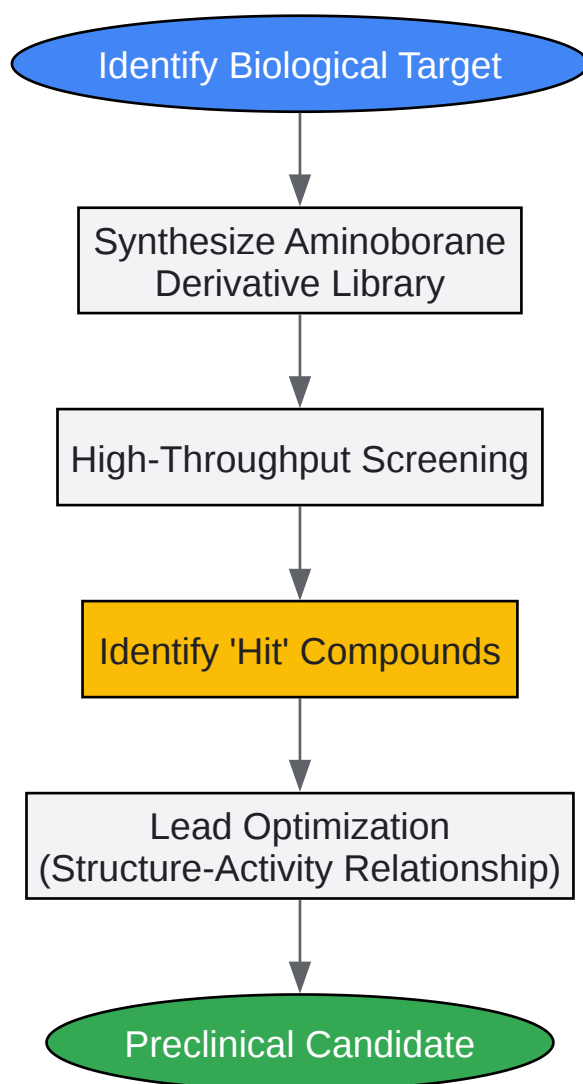 Identify Biological Target
Synthesize Aminoborane
Derivative Library
High-Throughput Screening
Identify 'Hit' Compounds
Lead Optimization
(Structure-Activity Relationship)
Preclinical Candidate